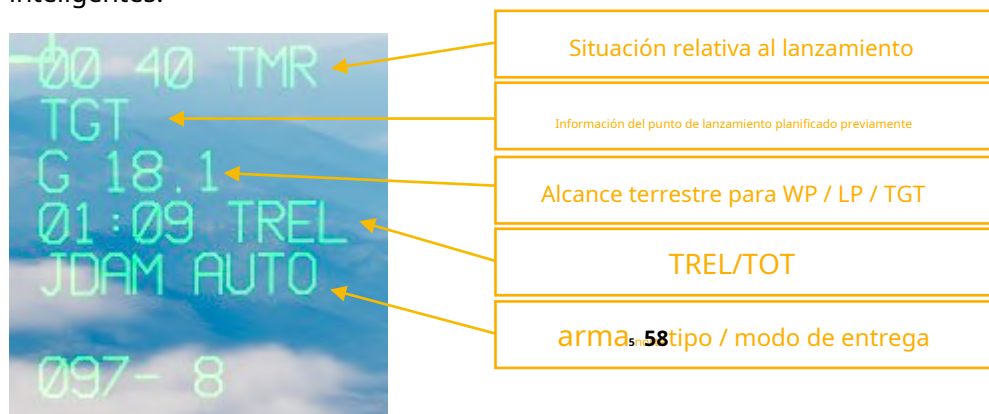 00 40 TMR
TGT
G 18.1
01:09 TREL
JDAM AUTO
097- 8
Situación relativa al lanzamiento
Información del punto de lanzamiento planificado previamente
Alcance terrestre para WP / LP / TGT
TREL/TOT
arma 58 tipo / modo de entrega